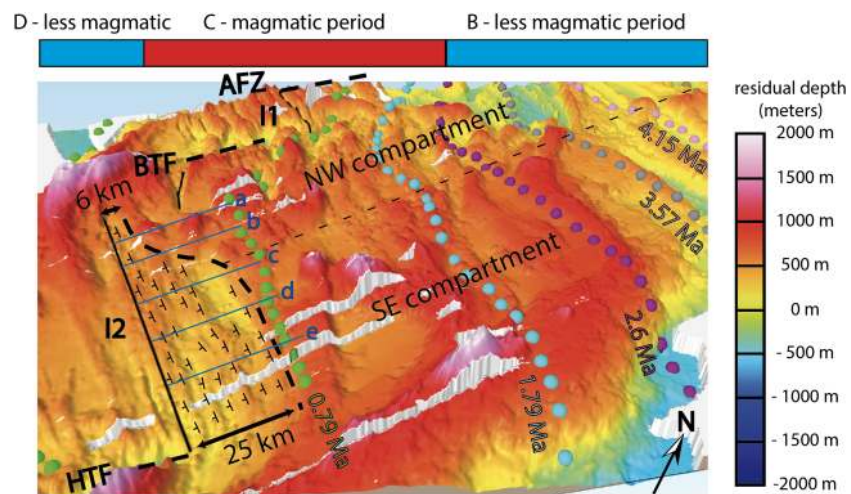 D - less magmatic C - magmatic period B - less magmatic period
AFZ
I1
BTF
NW compartment
4.15 Ma
3.57 Ma
6 km
a
b
c
d
e
SE compartment
I2
2.6 Ma
1.79 Ma
0.79 Ma
25 km
HTF
N
residual depth
(meters)
2000 m
1500 m
1000 m
500 m
0 m
- 500 m
- 1000 m
- 1500 m
-2000 m